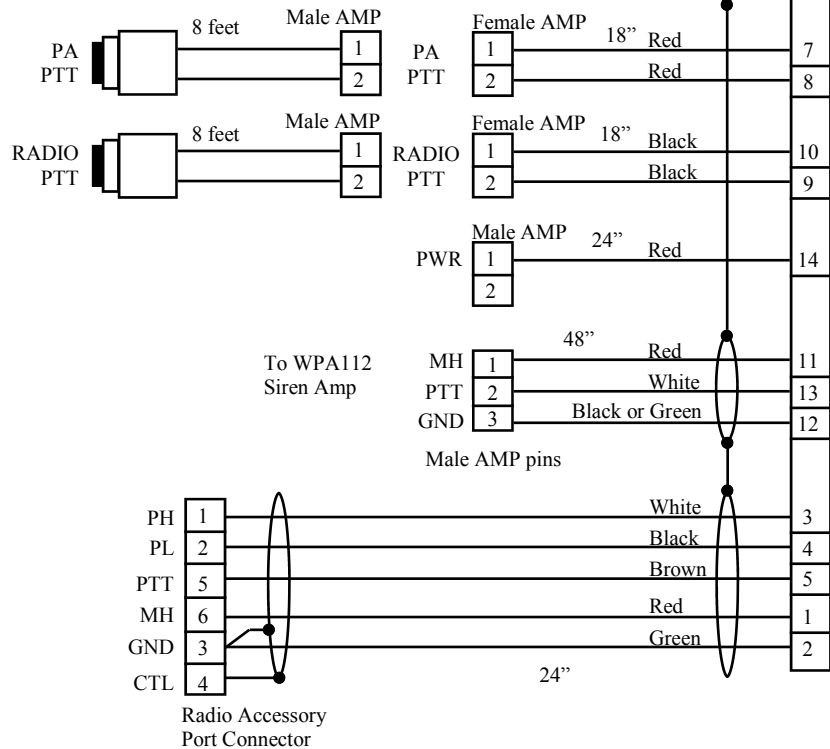 8 feet Male AMP Female AMP 18” Red
PA PTT 1 PA PTT 1 7
2 2 Red 8
8 feet Male AMP Female AMP 18” Black
RADIO PTT 1 RADIO PTT 1 10
2 2 Black 9
Male AMP 24” Red
PWR 1 14
2
48” Red
To WPA112 MH 1 11
Siren Amp PTT 2 White 13
GND 3 Black or Green 12
Male AMP pins
PH 1 White 3
PL 2 Black 4
PTT 5 Brown 5
MH 6 Red 1
GND 3 Green 2
CTL 4 24”
Radio Accessory
Port Connector